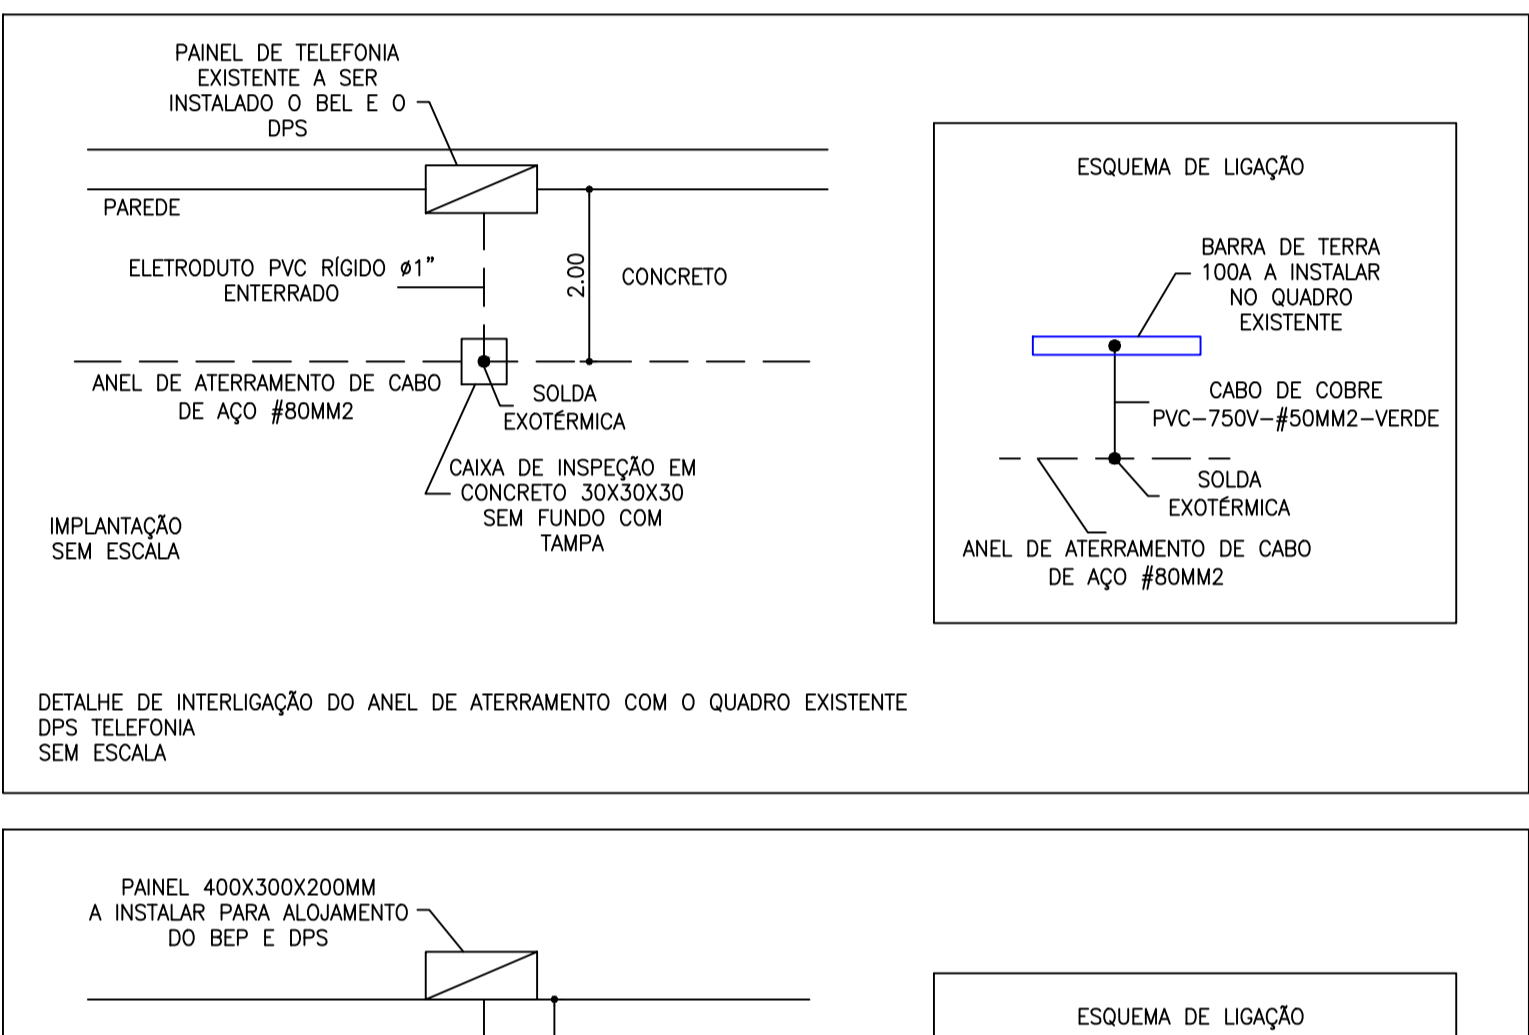 PAINEL DE TELEFONIA
EXISTENTE A SER
INSTALADO O BEL E O
DPS
PAREDE
ELETRODUTO PVC RÍGIDO ø1"
ENTERRADO
2.00
CONCRETO
ANEL DE ATERRAMENTO DE CABO
DE AÇO #80MM2
SOLDA
EXOTÉRMICA
CAIXA DE INSPEÇÃO EM
CONCRETO 30X30X30
SEM FUNDO COM
TAMPA
IMPLANTAÇÃO
SEM ESCALA
ESQUEMA DE LIGAÇÃO
BARRA DE TERRA
100A A INSTALAR
NO QUADRO
EXISTENTE
CABO DE COBRE
PVC-750V-#50MM2-VERDE
SOLDA
EXOTÉRMICA
ANEL DE ATERRAMENTO DE CABO
DE AÇO #80MM2
DETALHE DE INTERLIGAÇÃO DO ANEL DE ATERRAMENTO COM O QUADRO EXISTENTE
DPS TELEFONIA
SEM ESCALA
PAINEL 400X300X200MM
A INSTALAR PARA ALOJAMENTO
DO BEP E DPS
ESQUEMA DE LIGAÇÃO